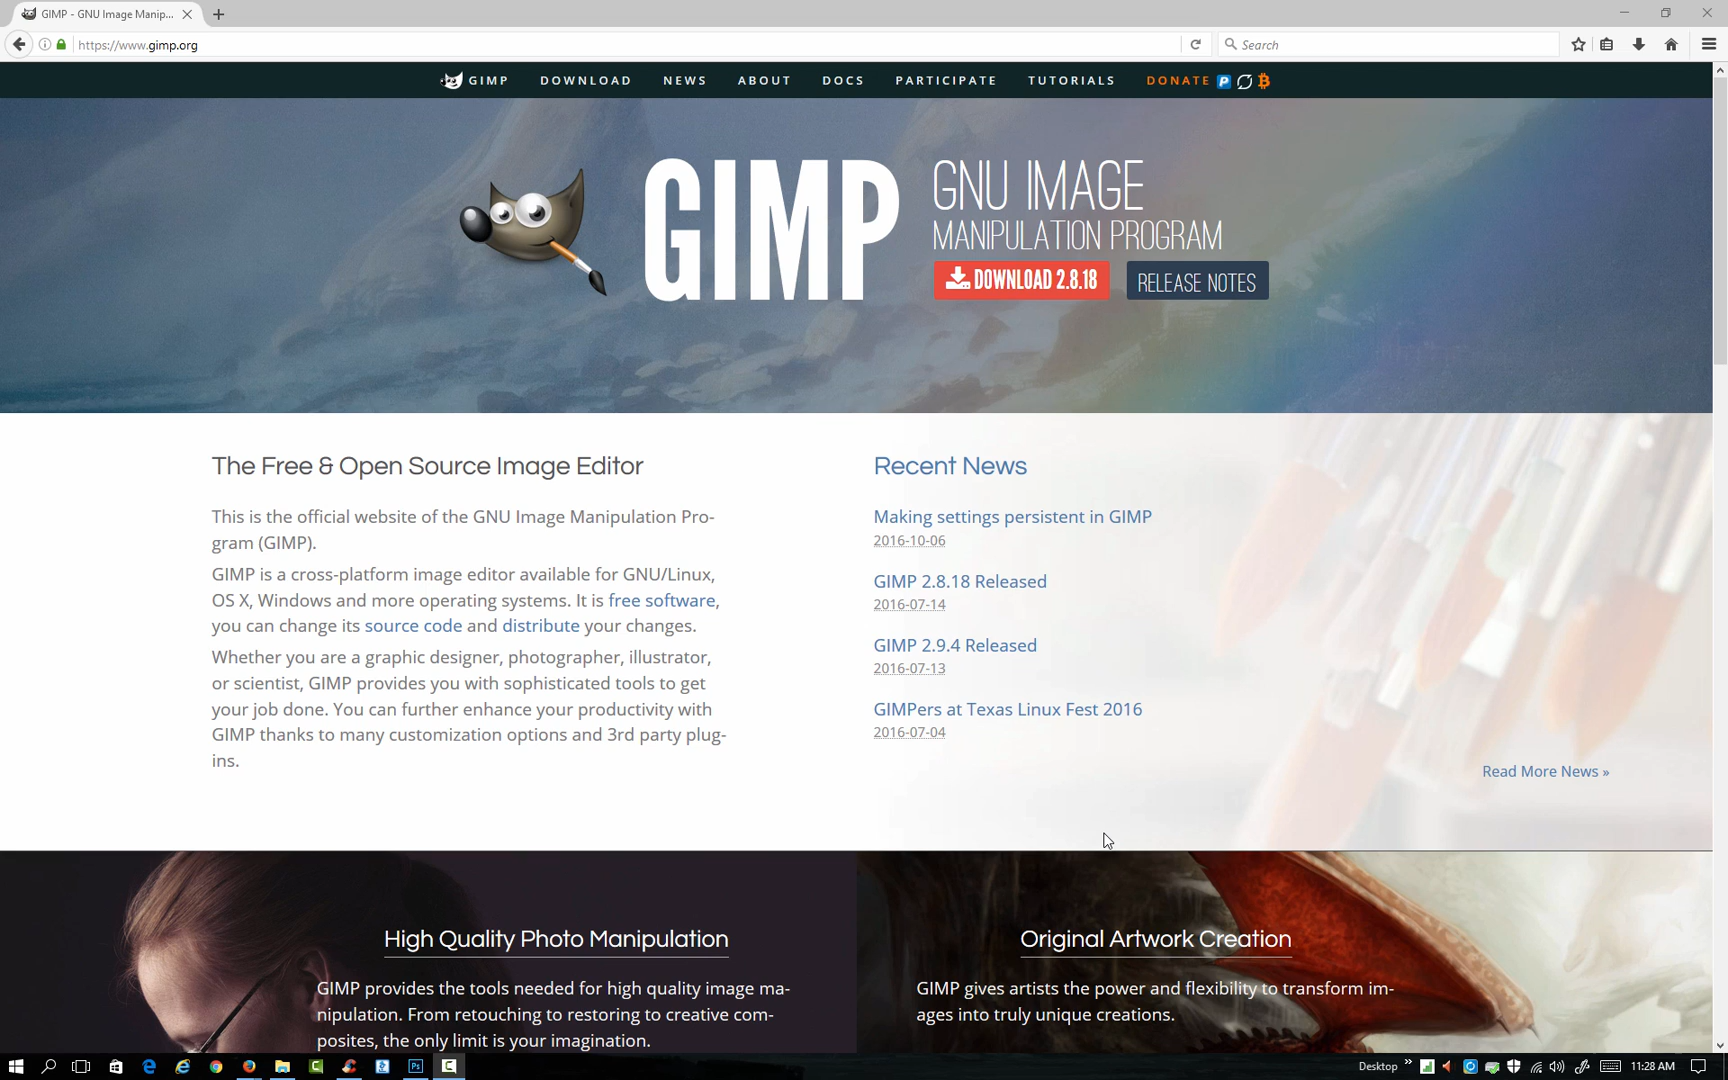 GIMP - GNU Image Manip...
https://www.gimp.org
Search
GIMP DOWNLOAD NEWS ABOUT DOCS PARTICIPATE TUTORIALS DONATE
GIMP
GNU IMAGE
MANIPULATION PROGRAM
DOWNLOAD 2.8.18
RELEASE NOTES
The Free & Open Source Image Editor
This is the official website of the GNU Image Manipulation Pro-
gram (GIMP).
GIMP is a cross-platform image editor available for GNU/Linux,
OS X, Windows and more operating systems. It is free software,
you can change its source code and distribute your changes.
Whether you are a graphic designer, photographer, illustrator,
or scientist, GIMP provides you with sophisticated tools to get
your job done. You can further enhance your productivity with
GIMP thanks to many customization options and 3rd party plug-
ins.
Recent News
Making settings persistent in GIMP
2016-10-06
GIMP 2.8.18 Released
2016-07-14
GIMP 2.9.4 Released
2016-07-13
GIMPers at Texas Linux Fest 2016
2016-07-04
Read More News »
High Quality Photo Manipulation
GIMP provides the tools needed for high quality image ma-
nipulation. From retouching to restoring to creative com-
posites, the only limit is your imagination.
Original Artwork Creation
GIMP gives artists the power and flexibility to transform im-
ages into truly unique creations.
Ps
Desktop
11:28 AM